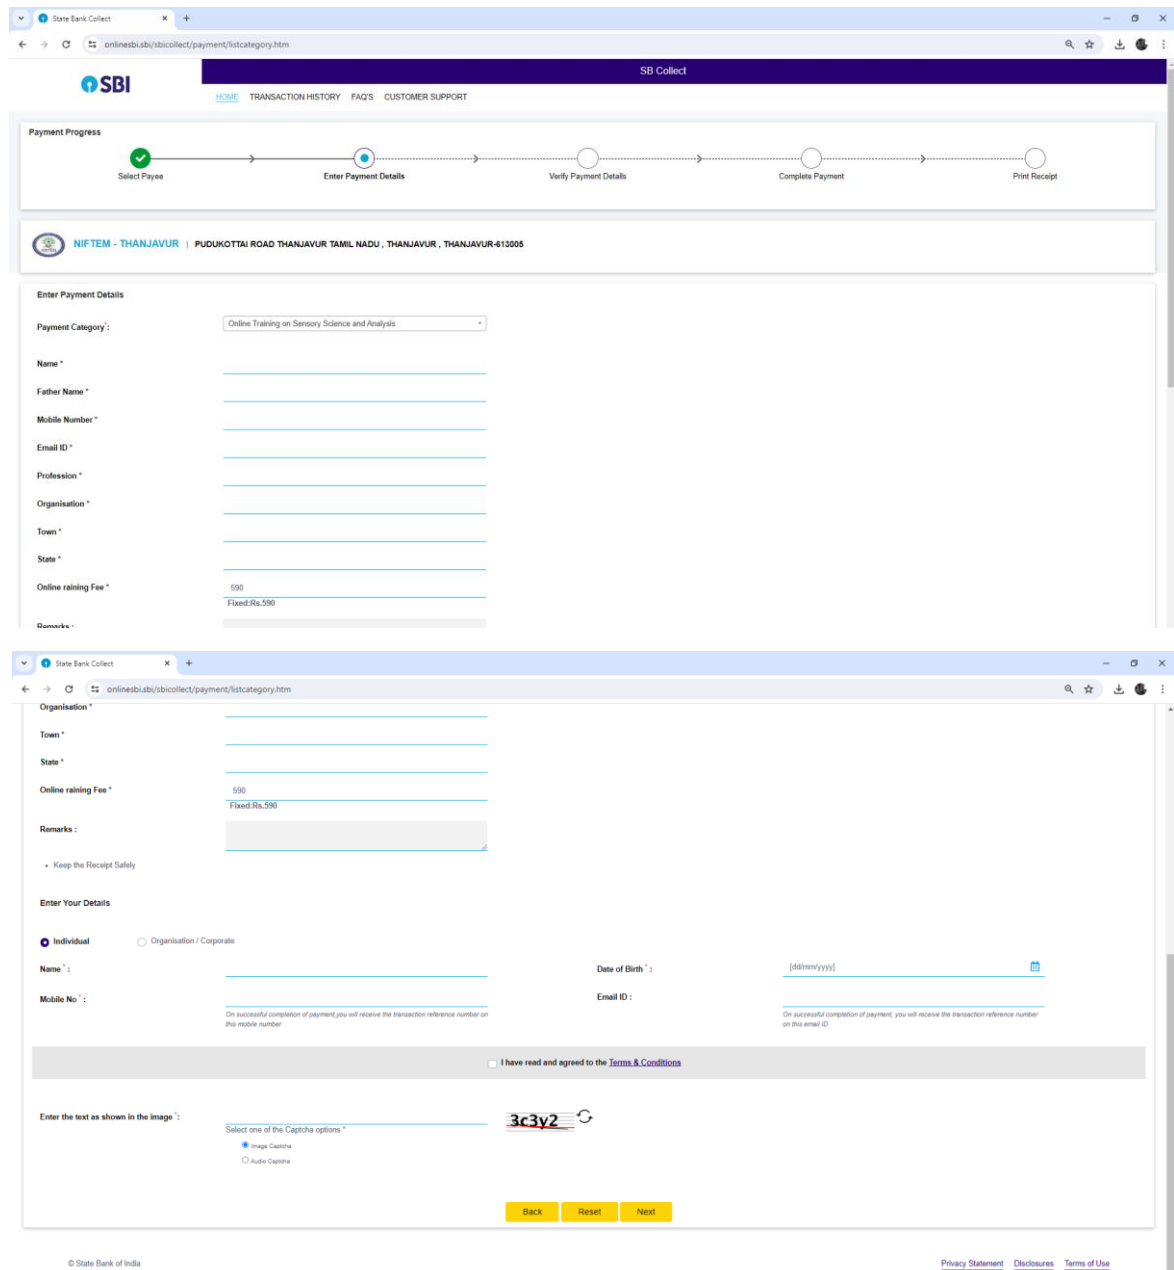 State Bank Collect
onlinesbi.sbi/sbicollect/payment/listcategory.htm
SBI
SB Collect
HOME TRANSACTION HISTORY FAQ'S CUSTOMER SUPPORT
Payment Progress
Select Payee Enter Payment Details Verify Payment Details Complete Payment Print Receipt
NIFTEM - THANJAVUR | PUDUKOTTAI ROAD THANJAVUR TAMIL NADU , THANJAVUR , THANJAVUR-613005
Enter Payment Details
Payment Category*: Online Training on Sensory Science and Analysis
Name *
Father Name *
Mobile Number *
Email ID *
Profession *
Organisation *
Town *
State *
Online raining Fee * 590
Fixed:Rs.590
Remarks :
State Bank Collect
onlinesbi.sbi/sbicollect/payment/listcategory.htm
Organisation *
Town *
State *
Online raining Fee * 590
Fixed:Rs.590
Remarks :
• Keep the Receipt Safely
Enter Your Details
Individual Organisation / Corporate
Name * : Date of Birth * : [dd/mm/yyyy]
Mobile No * : Email ID :
On successful completion of payment,you will receive the transaction reference number on On successful completion of payment, you will receive the transaction reference number
this mobile number on this email ID
I have read and agreed to the Terms & Conditions
Enter the text as shown in the image *: 3c3y2
Select one of the Captcha options *
Image Captcha
Audio Captcha
Back Reset Next
© State Bank of India Privacy Statement Disclosures Terms of Use